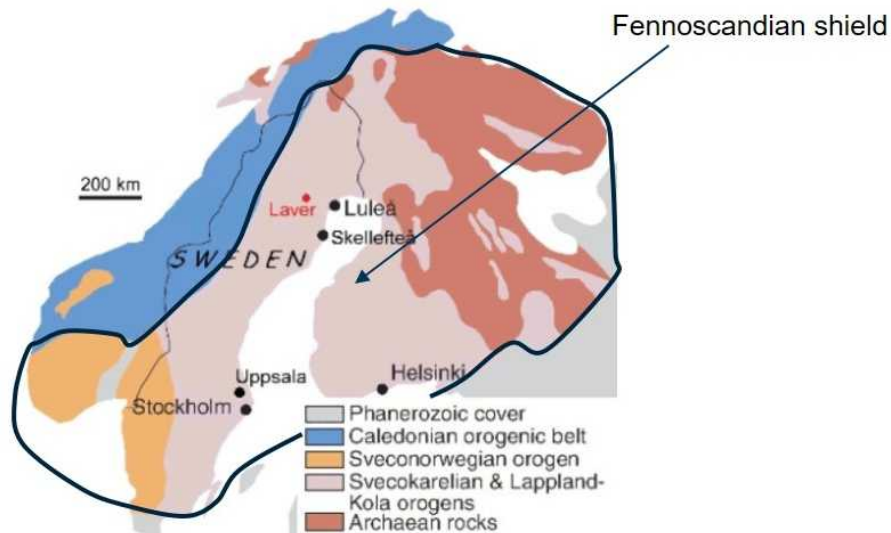 Fennoscandian shield
200 km
Laver
Luleå
Skellefteå
SWEDEN
Uppsala
Helsinki
Stockholm
Phanerozoic cover
Caledonian orogenic belt
Sveconorwegian orogen
Svecokarelian & Lappland-
Kola orogens
Archaean rocks